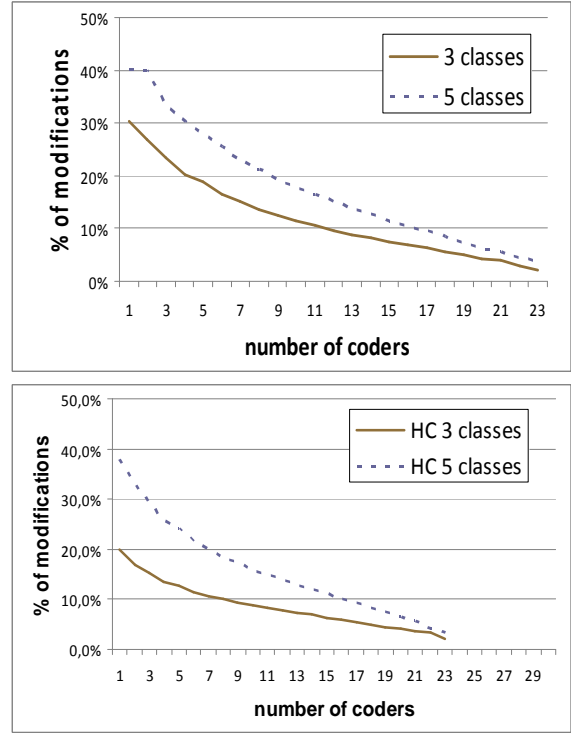 50%
40%
30%
20%
10%
0%
% of modifications
3 classes
5 classes
1 3 5 7 9 11 13 15 17 19 21 23
number of coders
50,0%
40,0%
30,0%
20,0%
10,0%
0,0%
% of modifications
HC 3 classes
HC 5 classes
1 3 5 7 9 11 13 15 17 19 21 23 25 27 29
number of coders